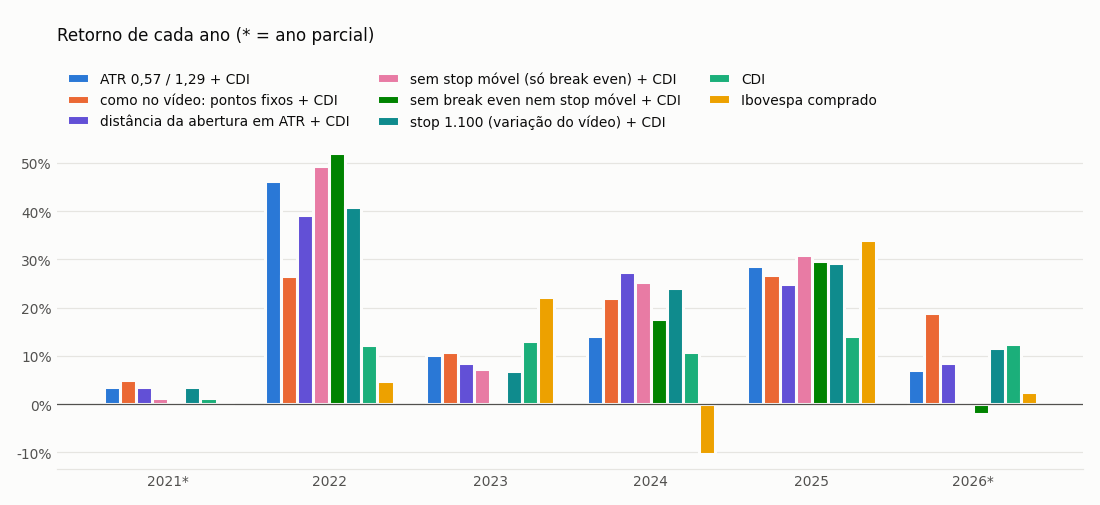 Retorno de cada ano (* = ano parcial)
ATR 0,57 / 1,29 + CDI
como no vídeo: pontos fixos + CDI
distância da abertura em ATR + CDI
sem stop móvel (só break even) + CDI
sem break even nem stop móvel + CDI
stop 1.100 (variação do vídeo) + CDI
CDI
Ibovespa comprado
50%
40%
30%
20%
10%
0%
-10%
2021* 2022 2023 2024 2025 2026*